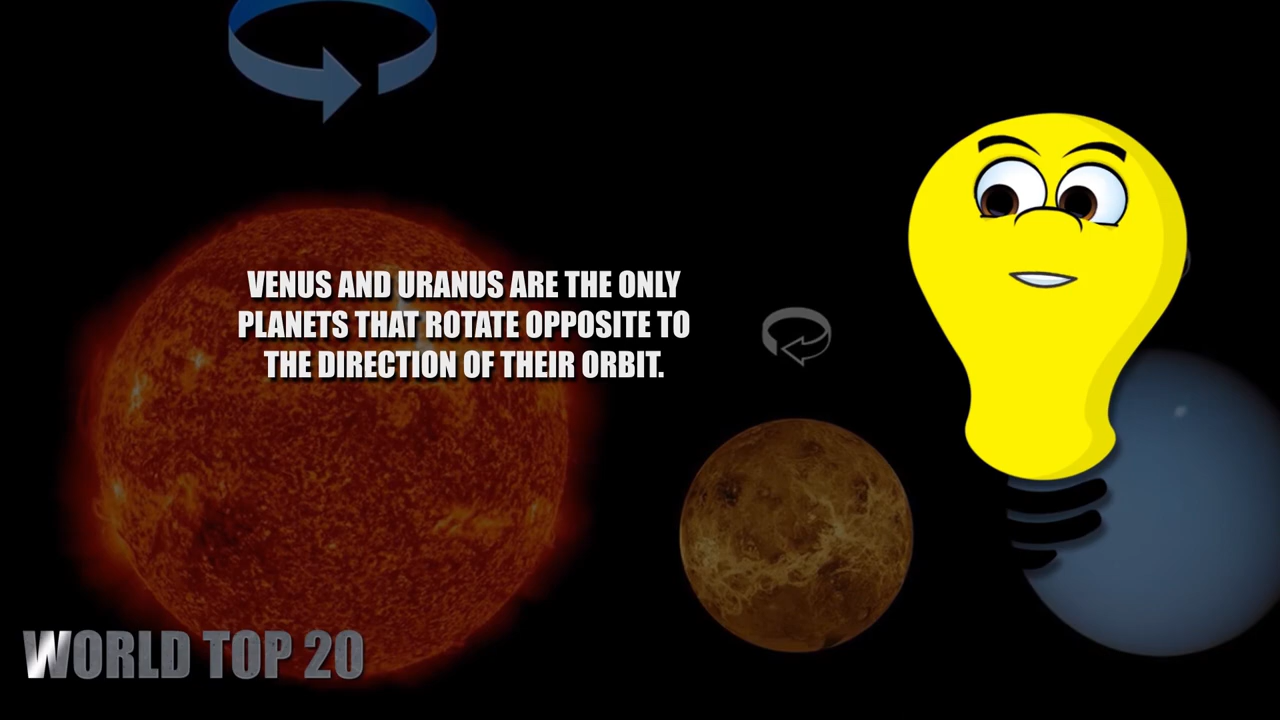 VENUS AND URANUS ARE THE ONLY
PLANETS THAT ROTATE OPPOSITE TO
THE DIRECTION OF THEIR ORBIT.
WORLD TOP 20